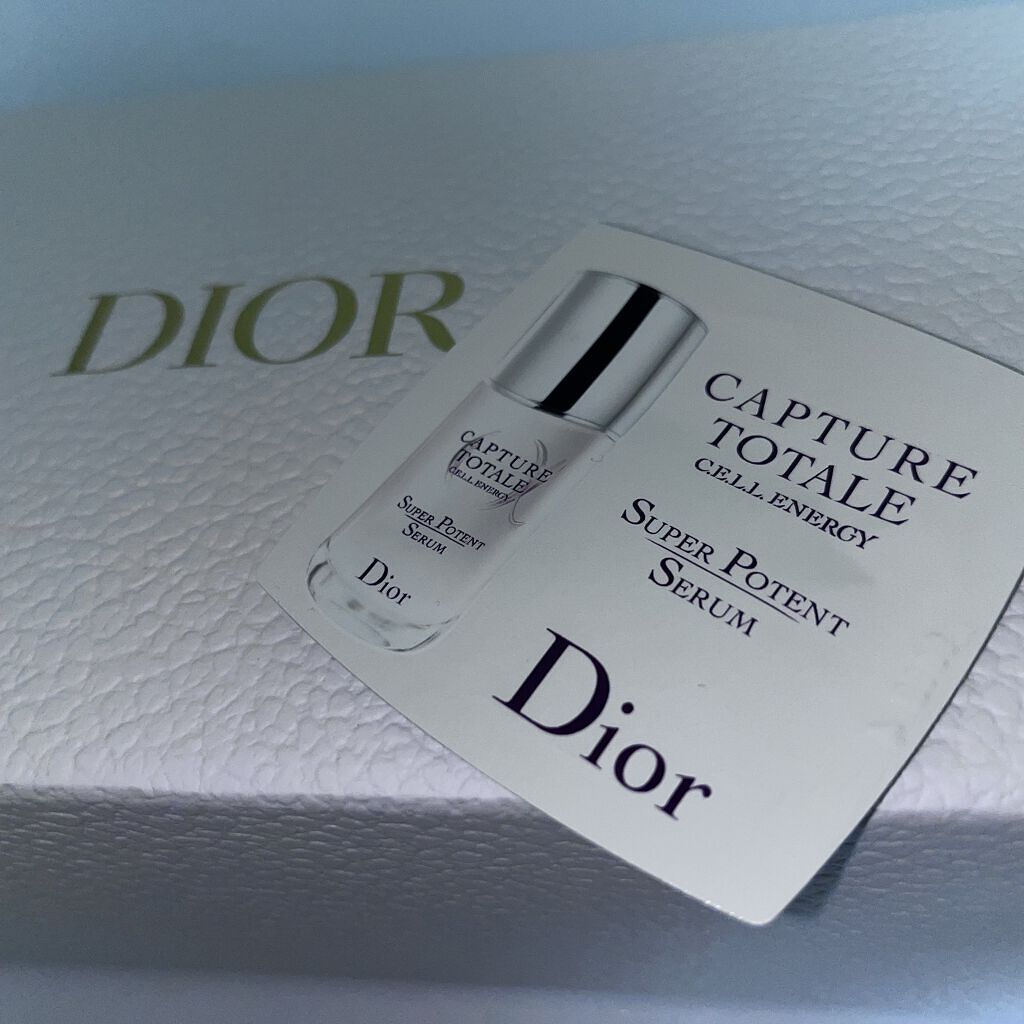 DIOR
CAPTURE
TOTALE
C.E.L.L. ENERGY
SUPER POTENT
SERUM
Dior
CAPTURE
TOTALE
C.E.L.L. ENERGY
SUPER POTENT
SERUM
Dior